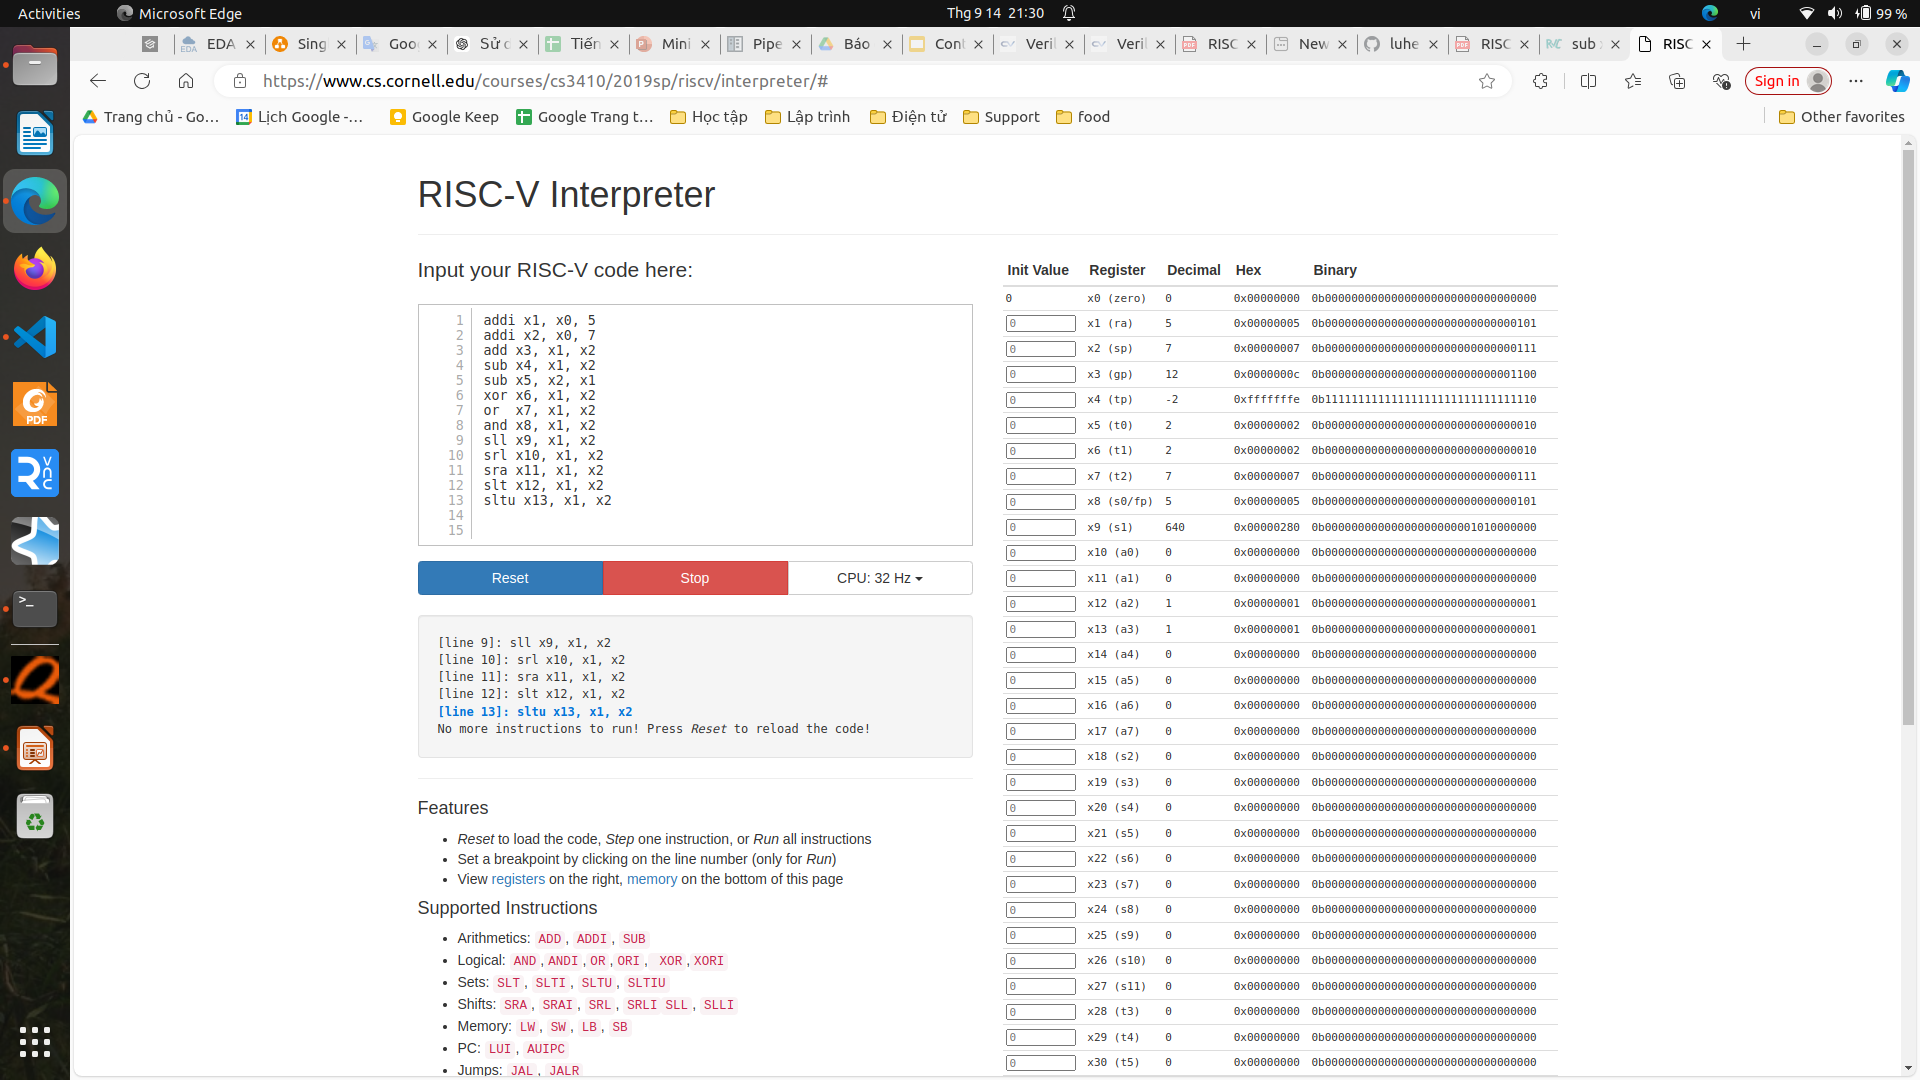 Activities
Microsoft Edge
Thg 9 14 21:30
vi
99 %
EDA
Sing
Goo
Sử d
Tiến
Mini
Pipe
Báo
Cont
Veril
Veril
RISC
New
luhe
RISC
sub x
RISC
https://www.cs.cornell.edu/courses/cs3410/2019sp/riscv/interpreter/#
Sign in
Trang chủ - Go...
Lịch Google -...
Google Keep
Google Trang t...
Học tập
Lập trình
Điện tử
Support
food
Other favorites
RISC-V Interpreter
Input your RISC-V code here:
1 addi x1, x0, 5
2 addi x2, x0, 7
3 add x3, x1, x2
4 sub x4, x1, x2
5 sub x5, x2, x1
6 xor x6, x1, x2
7 or  x7, x1, x2
8 and x8, x1, x2
9 sll x9, x1, x2
10 srl x10, x1, x2
11 sra x11, x1, x2
12 slt x12, x1, x2
13 sltu x13, x1, x2
14
15
Reset
Stop
CPU: 32 Hz
[line 9]: sll x9, x1, x2
[line 10]: srl x10, x1, x2
[line 11]: sra x11, x1, x2
[line 12]: slt x12, x1, x2
[line 13]: sltu x13, x1, x2
No more instructions to run! Press Reset to reload the code!
Features
• Reset to load the code, Step one instruction, or Run all instructions
• Set a breakpoint by clicking on the line number (only for Run)
• View registers on the right, memory on the bottom of this page
Supported Instructions
• Arithmetics: ADD, ADDI, SUB
• Logical: AND, ANDI, OR, ORI, XOR, XORI
• Sets: SLT, SLTI, SLTU, SLTIU
• Shifts: SRA, SRAI, SRL, SRLI SLL, SLLI
• Memory: LW, SW, LB, SB
• PC: LUI, AUIPC
• Jumps: JAL, JALR
Init Value Register Decimal Hex Binary
0 x0 (zero) 0 0x00000000 0b00000000000000000000000000000000
0 x1 (ra) 5 0x00000005 0b00000000000000000000000000000101
0 x2 (sp) 7 0x00000007 0b00000000000000000000000000000111
0 x3 (gp) 12 0x0000000c 0b00000000000000000000000000001100
0 x4 (tp) -2 0xfffffffe 0b11111111111111111111111111111110
0 x5 (t0) 2 0x00000002 0b00000000000000000000000000000010
0 x6 (t1) 2 0x00000002 0b00000000000000000000000000000010
0 x7 (t2) 7 0x00000007 0b00000000000000000000000000000111
0 x8 (s0/fp) 5 0x00000005 0b00000000000000000000000000000101
0 x9 (s1) 640 0x00000280 0b00000000000000000000001010000000
0 x10 (a0) 0 0x00000000 0b00000000000000000000000000000000
0 x11 (a1) 0 0x00000000 0b00000000000000000000000000000000
0 x12 (a2) 1 0x00000001 0b00000000000000000000000000000001
0 x13 (a3) 1 0x00000001 0b00000000000000000000000000000001
0 x14 (a4) 0 0x00000000 0b00000000000000000000000000000000
0 x15 (a5) 0 0x00000000 0b00000000000000000000000000000000
0 x16 (a6) 0 0x00000000 0b00000000000000000000000000000000
0 x17 (a7) 0 0x00000000 0b00000000000000000000000000000000
0 x18 (s2) 0 0x00000000 0b00000000000000000000000000000000
0 x19 (s3) 0 0x00000000 0b00000000000000000000000000000000
0 x20 (s4) 0 0x00000000 0b00000000000000000000000000000000
0 x21 (s5) 0 0x00000000 0b00000000000000000000000000000000
0 x22 (s6) 0 0x00000000 0b00000000000000000000000000000000
0 x23 (s7) 0 0x00000000 0b00000000000000000000000000000000
0 x24 (s8) 0 0x00000000 0b00000000000000000000000000000000
0 x25 (s9) 0 0x00000000 0b00000000000000000000000000000000
0 x26 (s10) 0 0x00000000 0b00000000000000000000000000000000
0 x27 (s11) 0 0x00000000 0b00000000000000000000000000000000
0 x28 (t3) 0 0x00000000 0b00000000000000000000000000000000
0 x29 (t4) 0 0x00000000 0b00000000000000000000000000000000
0 x30 (t5) 0 0x00000000 0b00000000000000000000000000000000